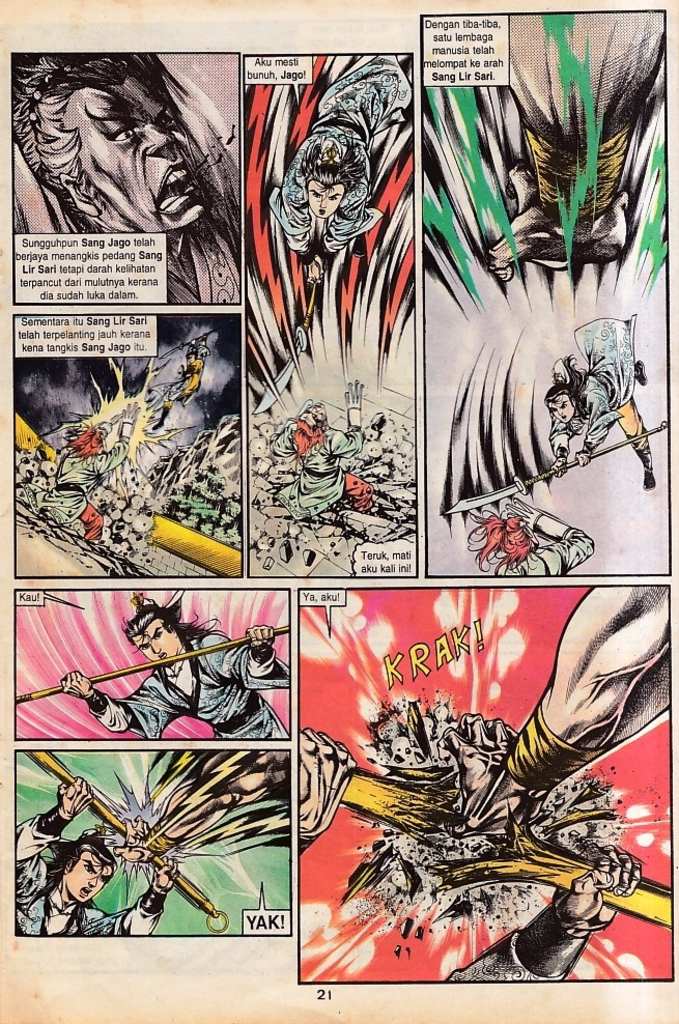 Sungguhpun Sang Jago telah
berjaya menangkis pedang Sang
Lir Sari tetapi darah kelihatan
terpancut dari mulutnya kerana
dia sudah luka dalam.
Sementara itu Sang Lir Sari
telah terpelanting jauh kerana
kena tangkis Sang Jago itu.
Aku mesti
bunuh, Jago!
Teruk, mati
aku kali ini!
Dengan tiba-tiba,
satu lembaga
manusia telah
melompat ke arah
Sang Lir Sari.
Kau!
YAK!
Ya, aku!
KRAK!
21